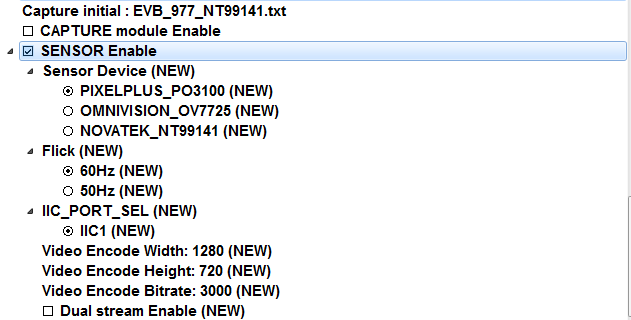 Capture initial : EVB_977_NT99141.txt
CAPTURE module Enable
SENSOR Enable
Sensor Device (NEW)
PIXELPLUS_PO3100 (NEW)
OMNIVISION_OV7725 (NEW)
NOVATEK_NT99141 (NEW)
Flick (NEW)
60Hz (NEW)
50Hz (NEW)
IIC_PORT_SEL (NEW)
IIC1 (NEW)
Video Encode Width: 1280 (NEW)
Video Encode Height: 720 (NEW)
Video Encode Bitrate: 3000 (NEW)
Dual stream Enable (NEW)